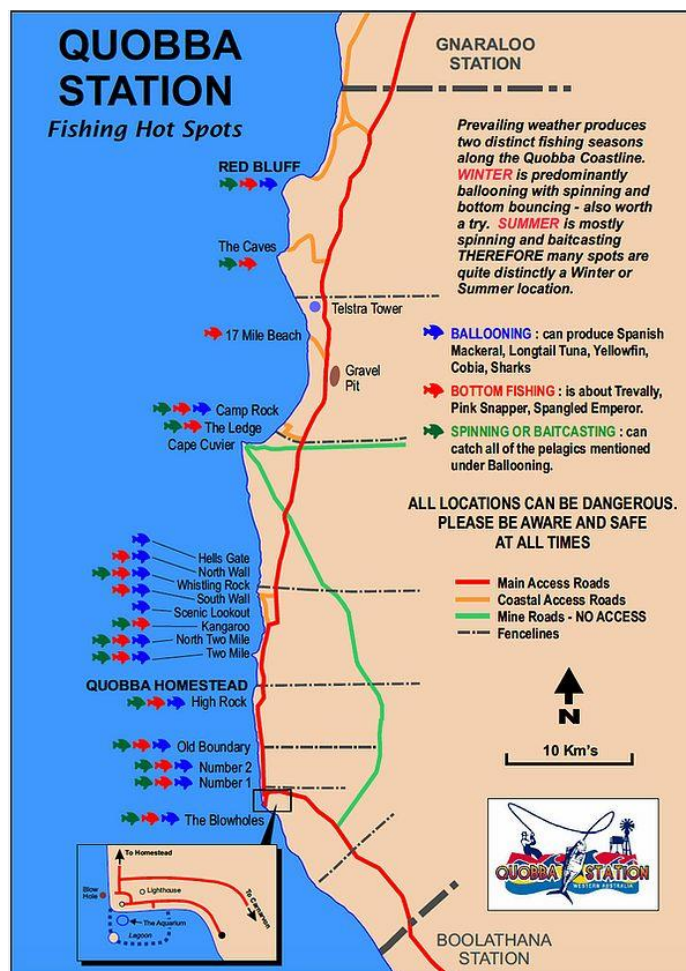 QUOBBA
STATION
Fishing Hot Spots
GNARALOO
STATION
Prevailing weather produces
two distinct fishing seasons
along the Quobba Coastline.
WINTER is predominantly
ballooning with spinning and
bottom bouncing - also worth
a try. SUMMER is mostly
spinning and baitcasting
THEREFORE many spots are
quite distinctly a Winter or
Summer location.
RED BLUFF
The Caves
Telstra Tower
17 Mile Beach
Gravel
Pit
BALLOONING : can produce Spanish
Mackeral, Longtail Tuna, Yellowfin,
Cobia, Sharks
BOTTOM FISHING : is about Trevally,
Pink Snapper, Spangled Emperor.
SPINNING OR BAITCASTING : can
catch all of the pelagics mentioned
under Ballooning.
Camp Rock
The Ledge
Cape Cuvier
ALL LOCATIONS CAN BE DANGEROUS.
PLEASE BE AWARE AND SAFE
AT ALL TIMES
Hells Gate
North Wall
Whistling Rock
South Wall
Scenic Lookout
Kangaroo
North Two Mile
Two Mile
Main Access Roads
Coastal Access Roads
Mine Roads - NO ACCESS
Fencelines
QUOBBA HOMESTEAD
High Rock
N
10 Km's
Old Boundary
Number 2
Number 1
The Blowholes
To Homestead
Blow
Hole
Lighthouse
To Carnarvon
The Aquarium
Lagoon
QUOBBA STATION
WESTERN AUSTRALIA
BOOLATHANA
STATION